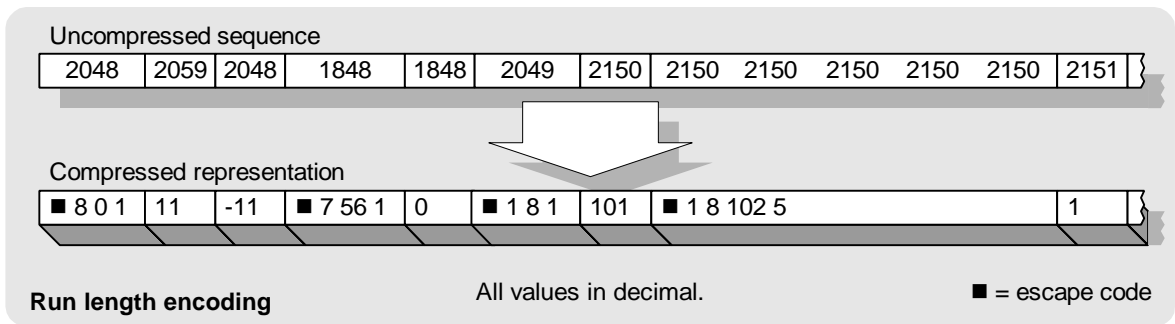 Uncompressed sequence
2048 2059 2048 1848 1848 2049 2150 2150 2150 2150 2150 2150 2151
Compressed representation
■ 8 0 1 11 -11 ■ 7 56 1 0 ■ 1 8 1 101 ■ 1 8 102 5 1
Run length encoding All values in decimal. ■ = escape code